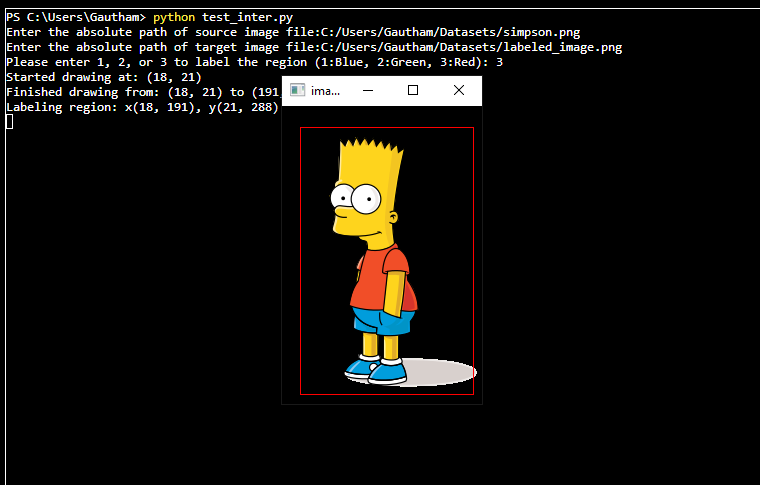 PS C:\Users\Gautham> python test_inter.py
Enter the absolute path of source image file:C:/Users/Gautham/Datasets/simpson.png
Enter the absolute path of target image file:C:/Users/Gautham/Datasets/labeled_image.png
Please enter 1, 2, or 3 to label the region (1:Blue, 2:Green, 3:Red): 3
Started drawing at: (18, 21)
Finished drawing from: (18, 21) to (191
Labeling region: x(18, 191), y(21, 288)
ima...